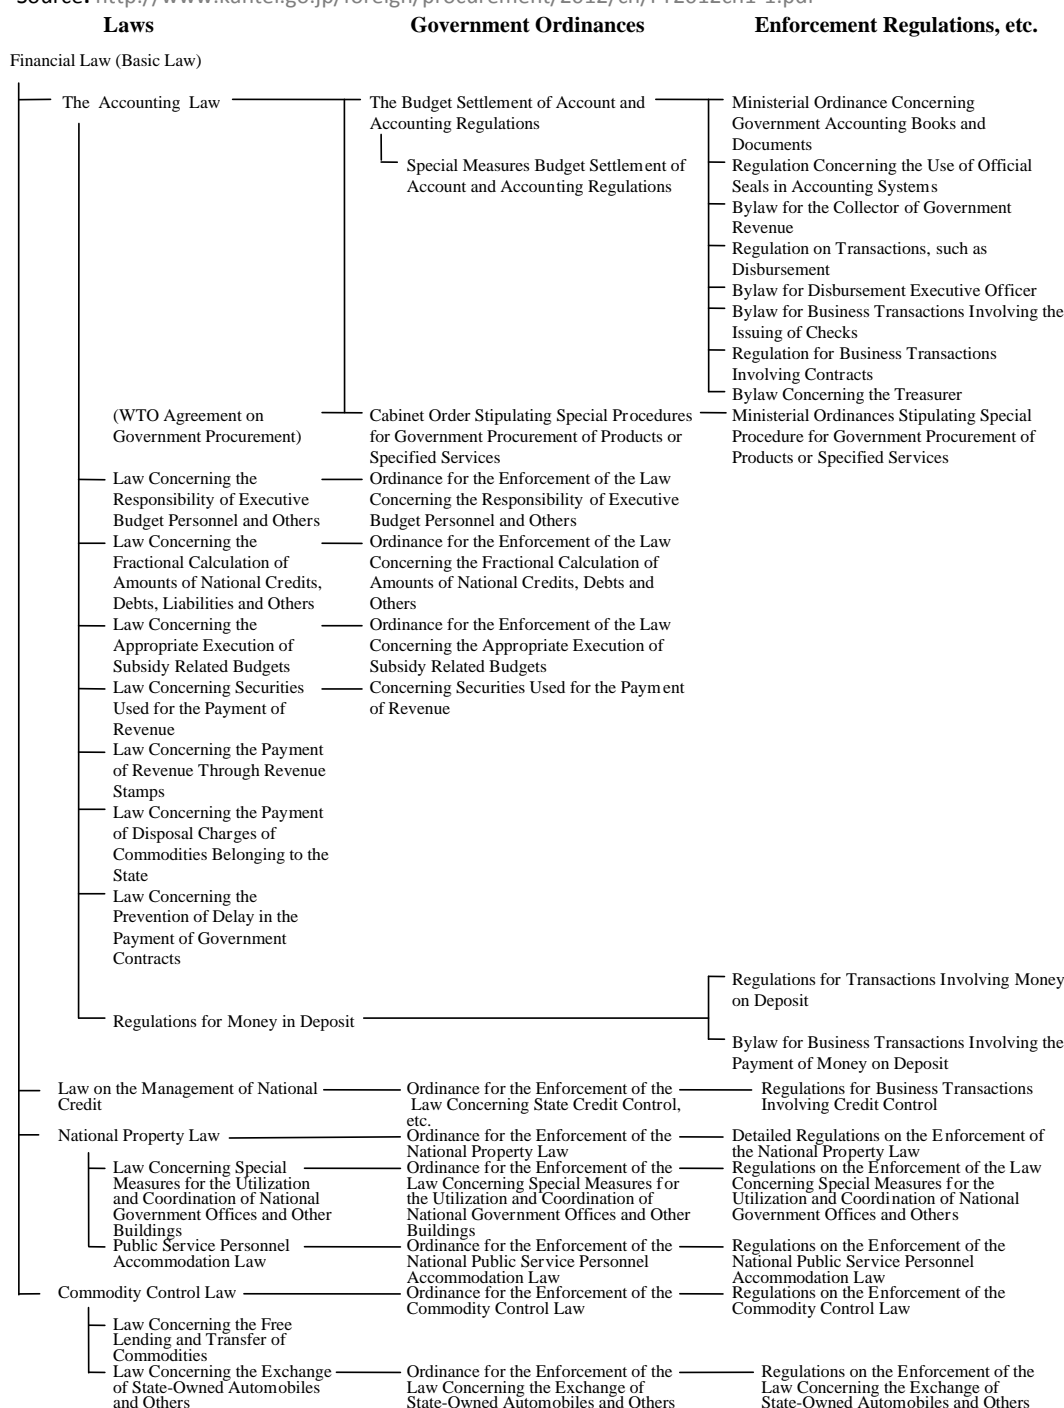 Source: http://www.kantei.go.jp/foreign/procurement/2012/ch/FY2012ch1-1.pdf
Laws
Government Ordinances
Enforcement Regulations, etc.
Financial Law (Basic Law)
The Accounting Law
The Budget Settlement of Account and
Accounting Regulations
Special Measures Budget Settlement of
Account and Accounting Regulations
Ministerial Ordinance Concerning
Government Accounting Books and
Documents
Regulation Concerning the Use of Official
Seals in Accounting Systems
Bylaw for the Collector of Government
Revenue
Regulation on Transactions, such as
Disbursement
Bylaw for Disbursement Executive Officer
Bylaw for Business Transactions Involving the
Issuing of Checks
Regulation for Business Transactions
Involving Contracts
Bylaw Concerning the Treasurer
(WTO Agreement on
Government Procurement)
Cabinet Order Stipulating Special Procedures
for Government Procurement of Products or
Specified Services
Ministerial Ordinances Stipulating Special
Procedure for Government Procurement of
Products or Specified Services
Law Concerning the
Responsibility of Executive
Budget Personnel and Others
Ordinance for the Enforcement of the Law
Concerning the Responsibility of Executive
Budget Personnel and Others
Law Concerning the
Fractional Calculation of
Amounts of National Credits,
Debts, Liabilities and Others
Ordinance for the Enforcement of the Law
Concerning the Fractional Calculation of
Amounts of National Credits, Debts and
Others
Law Concerning the
Appropriate Execution of
Subsidy Related Budgets
Ordinance for the Enforcement of the Law
Concerning the Appropriate Execution of
Subsidy Related Budgets
Law Concerning Securities
Used for the Payment of
Revenue
Concerning Securities Used for the Payment
of Revenue
Law Concerning the Payment
of Revenue Through Revenue
Stamps
Law Concerning the Payment
of Disposal Charges of
Commodities Belonging to the
State
Law Concerning the
Prevention of Delay in the
Payment of Government
Contracts
Regulations for Money in Deposit
Regulations for Transactions Involving Money
on Deposit
Bylaw for Business Transactions Involving the
Payment of Money on Deposit
Law on the Management of National
Credit
Ordinance for the Enforcement of the
Law Concerning State Credit Control,
etc.
Regulations for Business Transactions
Involving Credit Control
National Property Law
Ordinance for the Enforcement of the
National Property Law
Detailed Regulations on the Enforcement of
the National Property Law
Law Concerning Special
Measures for the Utilization
and Coordination of National
Government Offices and Other
Buildings
Ordinance for the Enforcement of the
Law Concerning Special Measures for
the Utilization and Coordination of
National Government Offices and Other
Buildings
Regulations on the Enforcement of the Law
Concerning Special Measures for the
Utilization and Coordination of National
Government Offices and Others
Public Service Personnel
Accommodation Law
Ordinance for the Enforcement of the
National Public Service Personnel
Accommodation Law
Regulations on the Enforcement of the
National Public Service Personnel
Accommodation Law
Commodity Control Law
Ordinance for the Enforcement of the
Commodity Control Law
Regulations on the Enforcement of the
Commodity Control Law
Law Concerning the Free
Lending and Transfer of
Commodities
Law Concerning the Exchange
of State-Owned Automobiles
and Others
Ordinance for the Enforcement of the
Law Concerning the Exchange of
State-Owned Automobiles and Others
Regulations on the Enforcement of the
Law Concerning the Exchange of
State-Owned Automobiles and Others